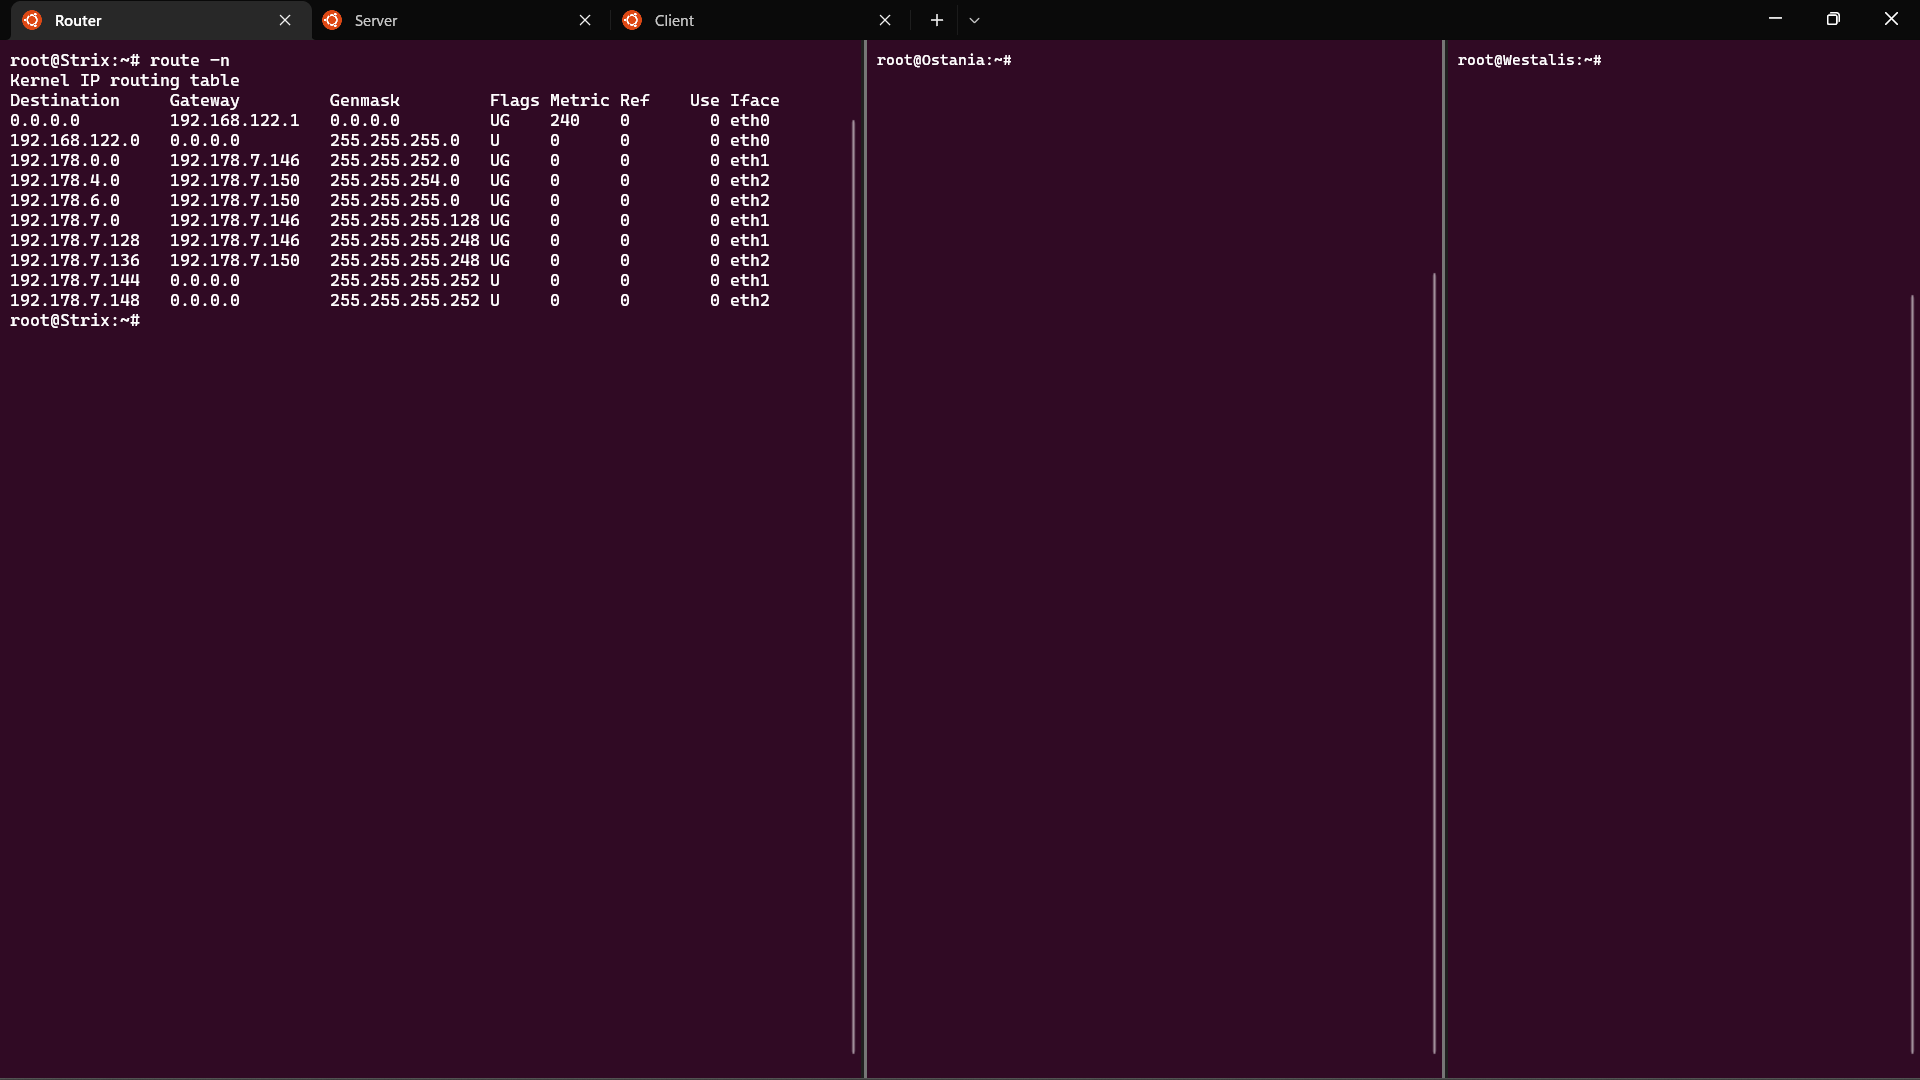 Router
Server
Client
root@Strix:~# route -n
Kernel IP routing table
Destination     Gateway         Genmask         Flags Metric Ref    Use Iface
0.0.0.0         192.168.122.1   0.0.0.0         UG    240    0        0 eth0
192.168.122.0   0.0.0.0         255.255.255.0   U     0      0        0 eth0
192.178.0.0     192.178.7.146   255.255.252.0   UG    0      0        0 eth1
192.178.4.0     192.178.7.150   255.255.254.0   UG    0      0        0 eth2
192.178.6.0     192.178.7.150   255.255.255.0   UG    0      0        0 eth2
192.178.7.0     192.178.7.146   255.255.255.128 UG    0      0        0 eth1
192.178.7.128   192.178.7.146   255.255.255.248 UG    0      0        0 eth1
192.178.7.136   192.178.7.150   255.255.255.248 UG    0      0        0 eth2
192.178.7.144   0.0.0.0         255.255.255.252 U     0      0        0 eth1
192.178.7.148   0.0.0.0         255.255.255.252 U     0      0        0 eth2
root@Strix:~#
root@Ostania:~#
root@Westalis:~#